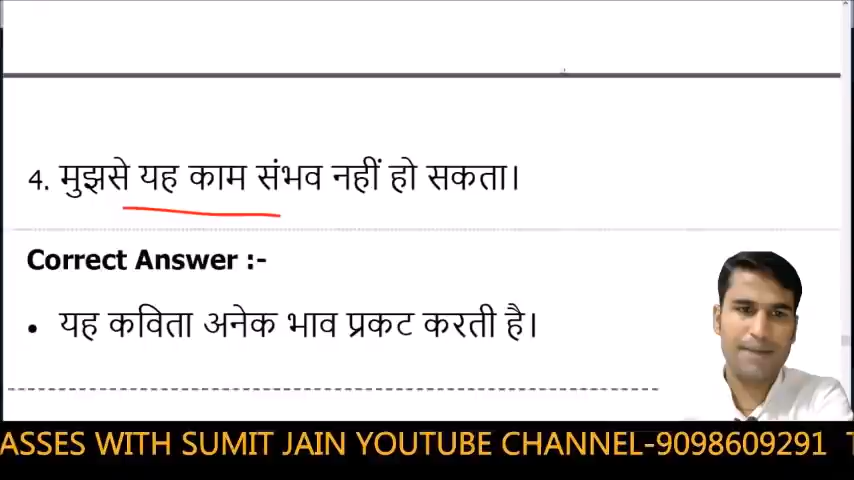 4. मुझसे यह काम संभव नहीं हो सकता।
Correct Answer :-
• यह कविता अनेक भाव प्रकट करती है।
ASSES WITH SUMIT JAIN YOUTUBE CHANNEL-9098609291 T